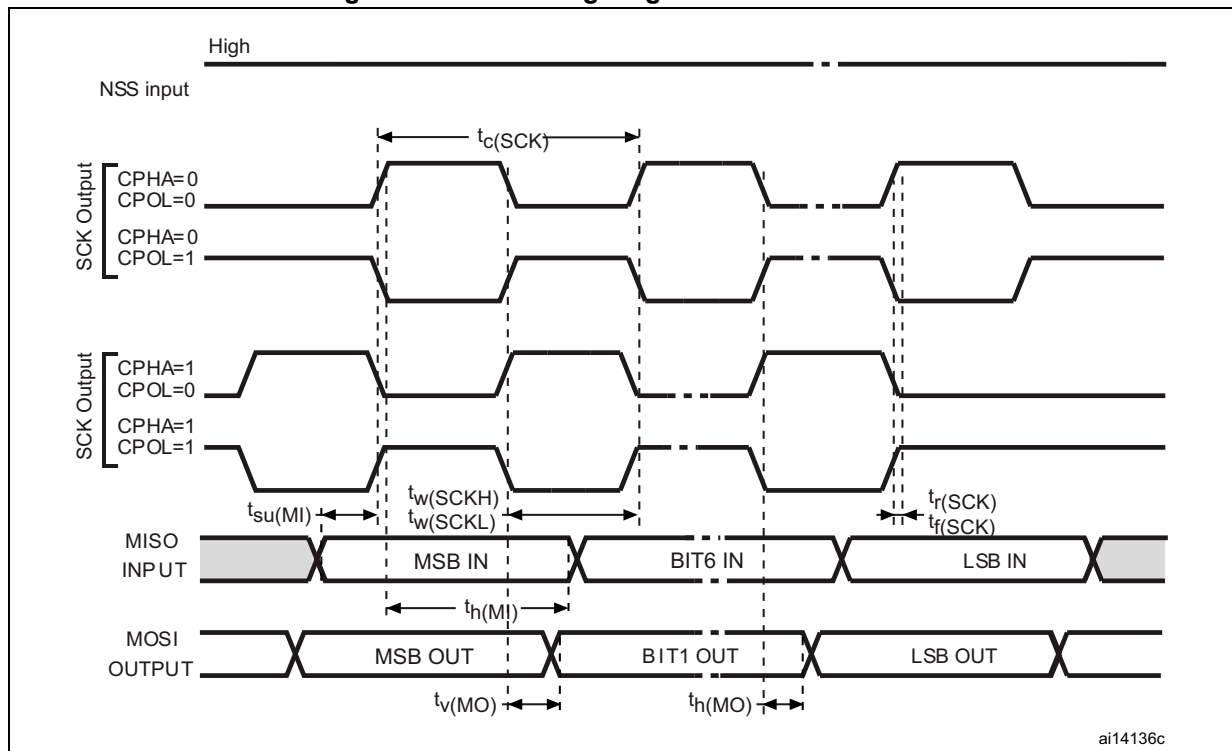 High
NSS input
tc(SCK)
SCK Output
CPHA=0
CPOL=0
CPHA=0
CPOL=1
SCK Output
CPHA=1
CPOL=0
CPHA=1
CPOL=1
tsu(MI)
tw(SCKH)
tw(SCKL)
tr(SCK)
tf(SCK)
MISO
INPUT
MSB IN
BIT6 IN
LSB IN
th(MI)
MOSI
OUTPUT
MSB OUT
BIT1 OUT
LSB OUT
tv(MO)
th(MO)
ai14136c